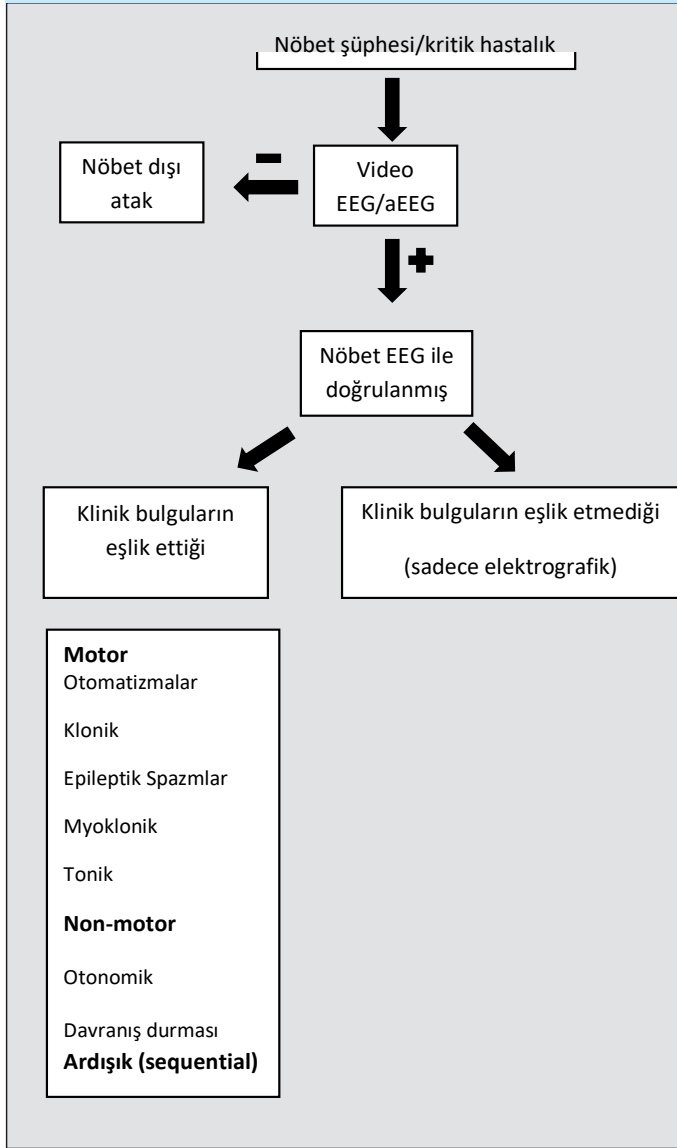 Nöbet şüphesi/kritik hastalık
Nöbet dışı
atak
Video
EEG/aEEG
Nöbet EEG ile
doğrulanmış
Klinik bulguların
eşlik ettiği
Klinik bulguların eşlik etmediği
(sadece elektrografik)
Motor
Otomatizmalar
Klonik
Epileptik Spazmlar
Myoklonik
Tonik
Non-motor
Otonomik
Davranış durması
Ardışık (sequential)